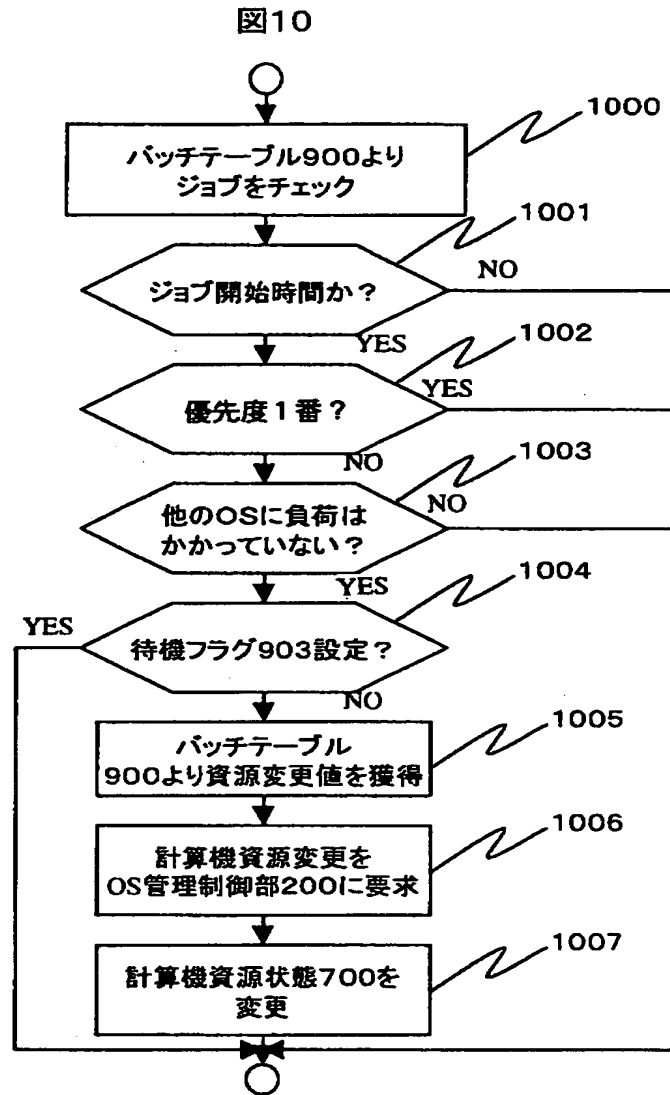 図10
1000
バッチテーブル900より
ジョブをチェック
1001
ジョブ開始時間か?
NO
YES
1002
優先度1番?
YES
NO
1003
他のOSに負荷は
かかっていない?
NO
YES
1004
YES
待機フラグ903設定?
NO
1005
バッチテーブル
900より資源変更値を獲得
1006
計算機資源変更を
OS管理制御部200に要求
1007
計算機資源状態700を
変更